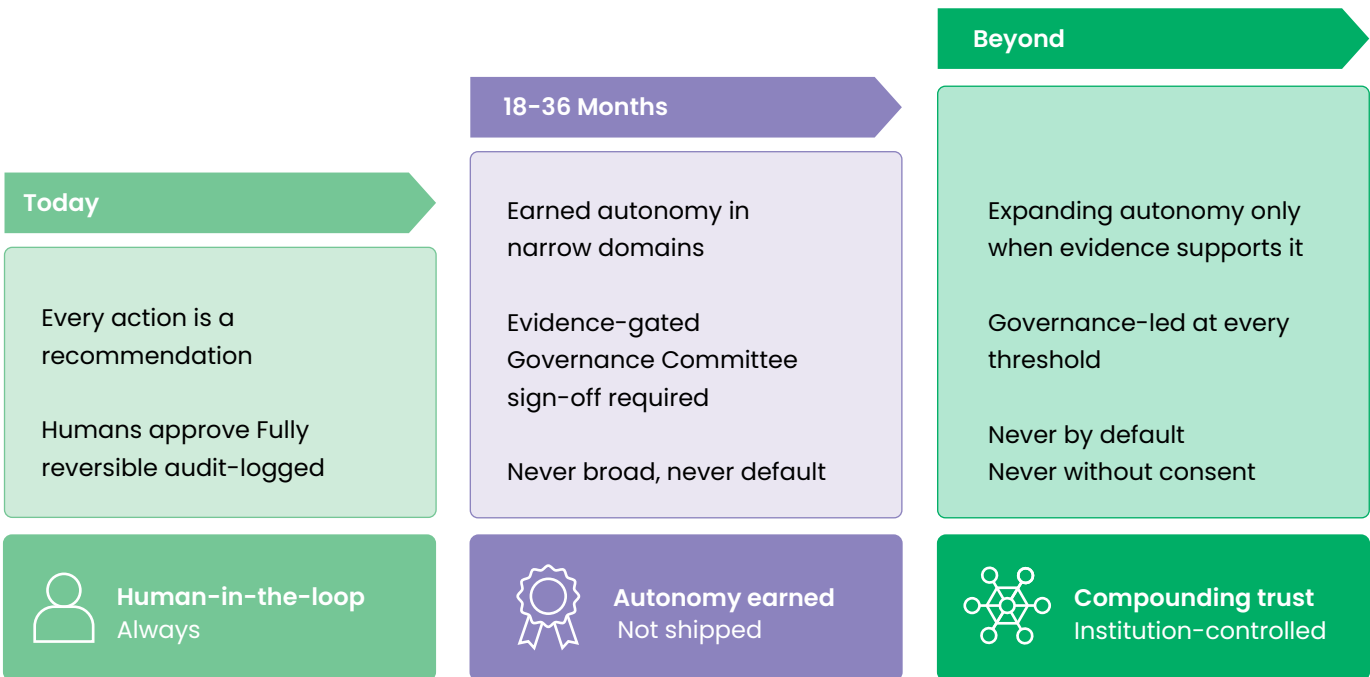 Today
Every action is a
recommendation
Humans approve Fully
reversible audit-logged
Human-in-the-loop
Always
18-36 Months
Earned autonomy in
narrow domains
Evidence-gated
Governance Committee
sign-off required
Never broad, never default
Autonomy earned
Not shipped
Beyond
Expanding autonomy only
when evidence supports it
Governance-led at every
threshold
Never by default
Never without consent
Compounding trust
Institution-controlled